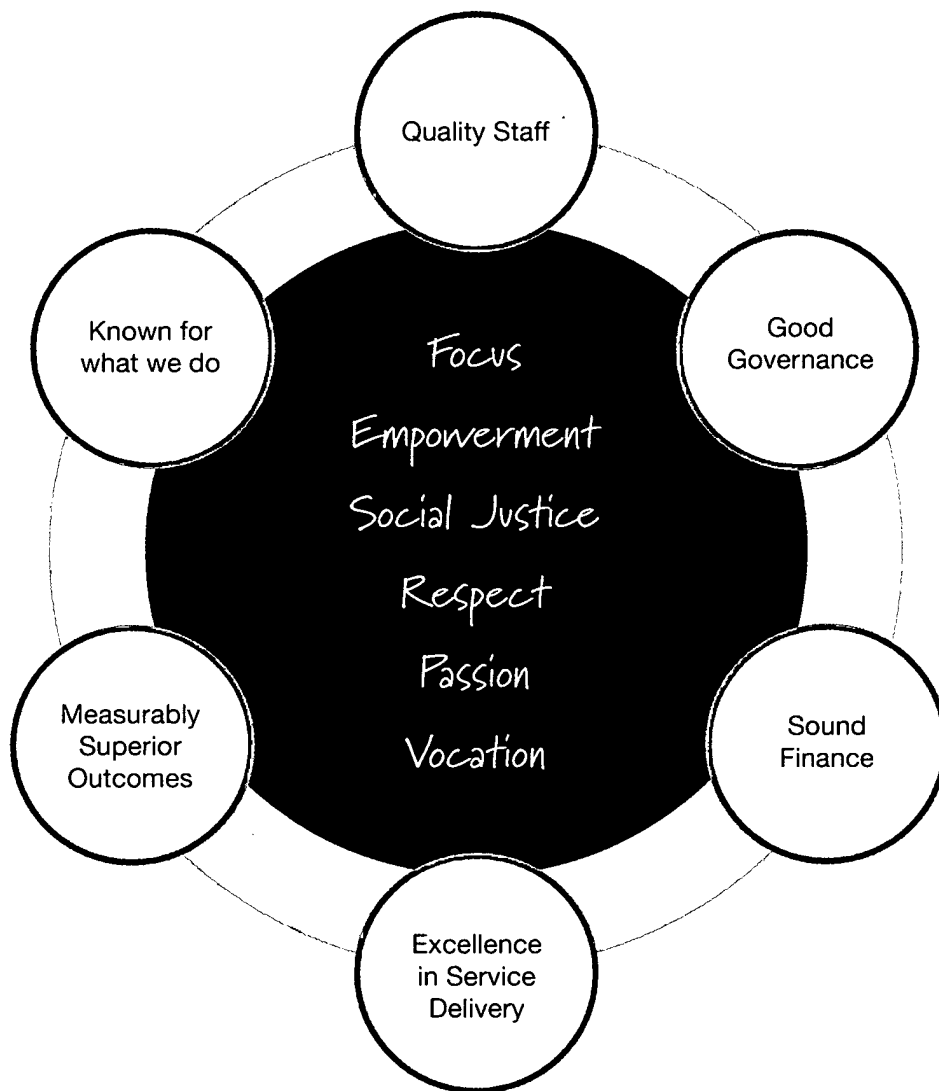 Quality Staff
Known for
what we do
Good
Governance
Focus
Empowerment
Social Justice
Respect
Passion
Vocation
Measurably
Superior
Outcomes
Sound
Finance
Excellence
in Service
Delivery